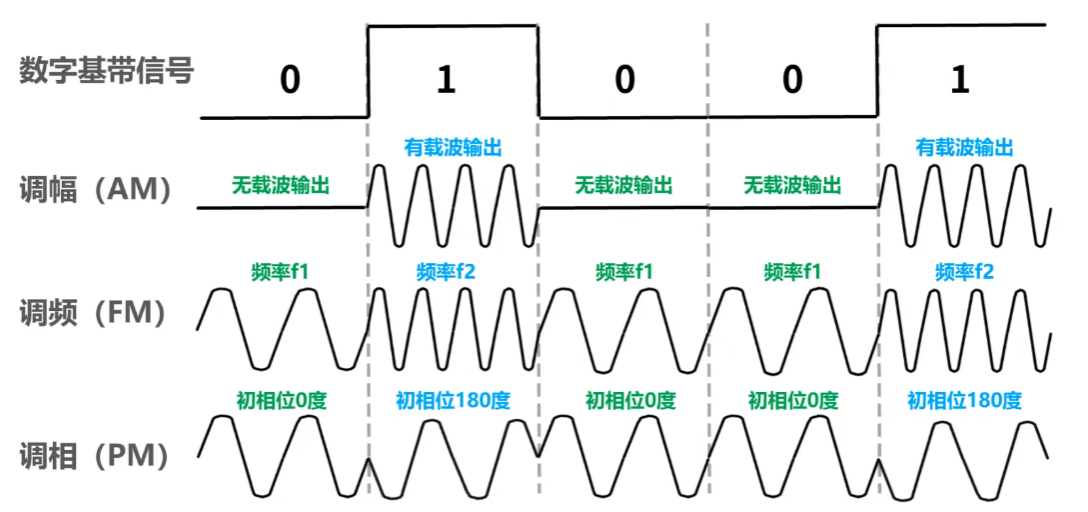 数字基带信号
0 1 0 0 1
有载波输出 有载波输出
调幅（AM）
无载波输出 无载波输出 无载波输出
频率f1 频率f2 频率f1 频率f1 频率f2
调频（FM）
初相位0度 初相位180度 初相位0度 初相位0度 初相位180度
调相（PM）